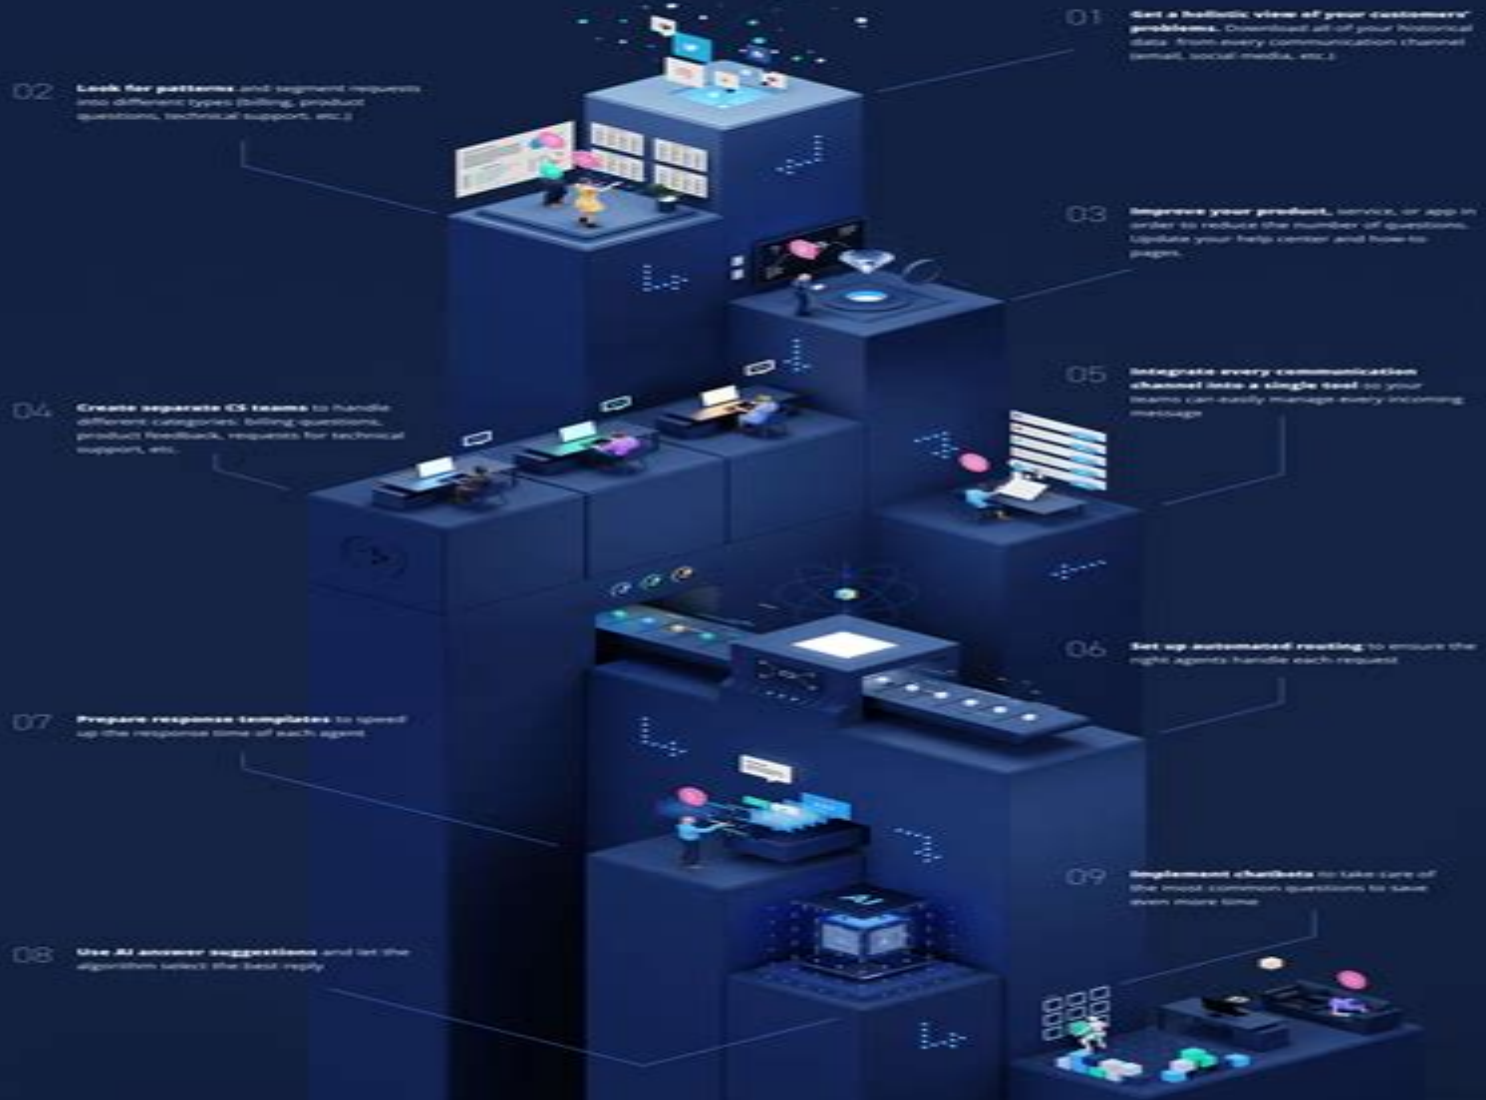 01
Get a holistic view of your customers'
problems. Download all of your historical
data from every communication channel
(email, social media, etc.)
02
Look for patterns and segment requests
into different types (billing, product
questions, technical support, etc.)
03
Improve your product, service, or app in
order to reduce the number of questions.
Update your help center and how-to
pages.
04
Create separate CS teams to handle
different categories: billing questions,
product feedback, requests for technical
support, etc.
05
Integrate every communication
channel into a single tool so your
teams can easily manage every incoming
message
06
Set up automated routing to ensure the
right agents handle each request
07
Prepare response templates to speed
up the response time of each agent
AI
08
Use AI answer suggestions and let the
algorithm select the best reply
09
Implement chatbots to take care of
the most common questions to save
even more time